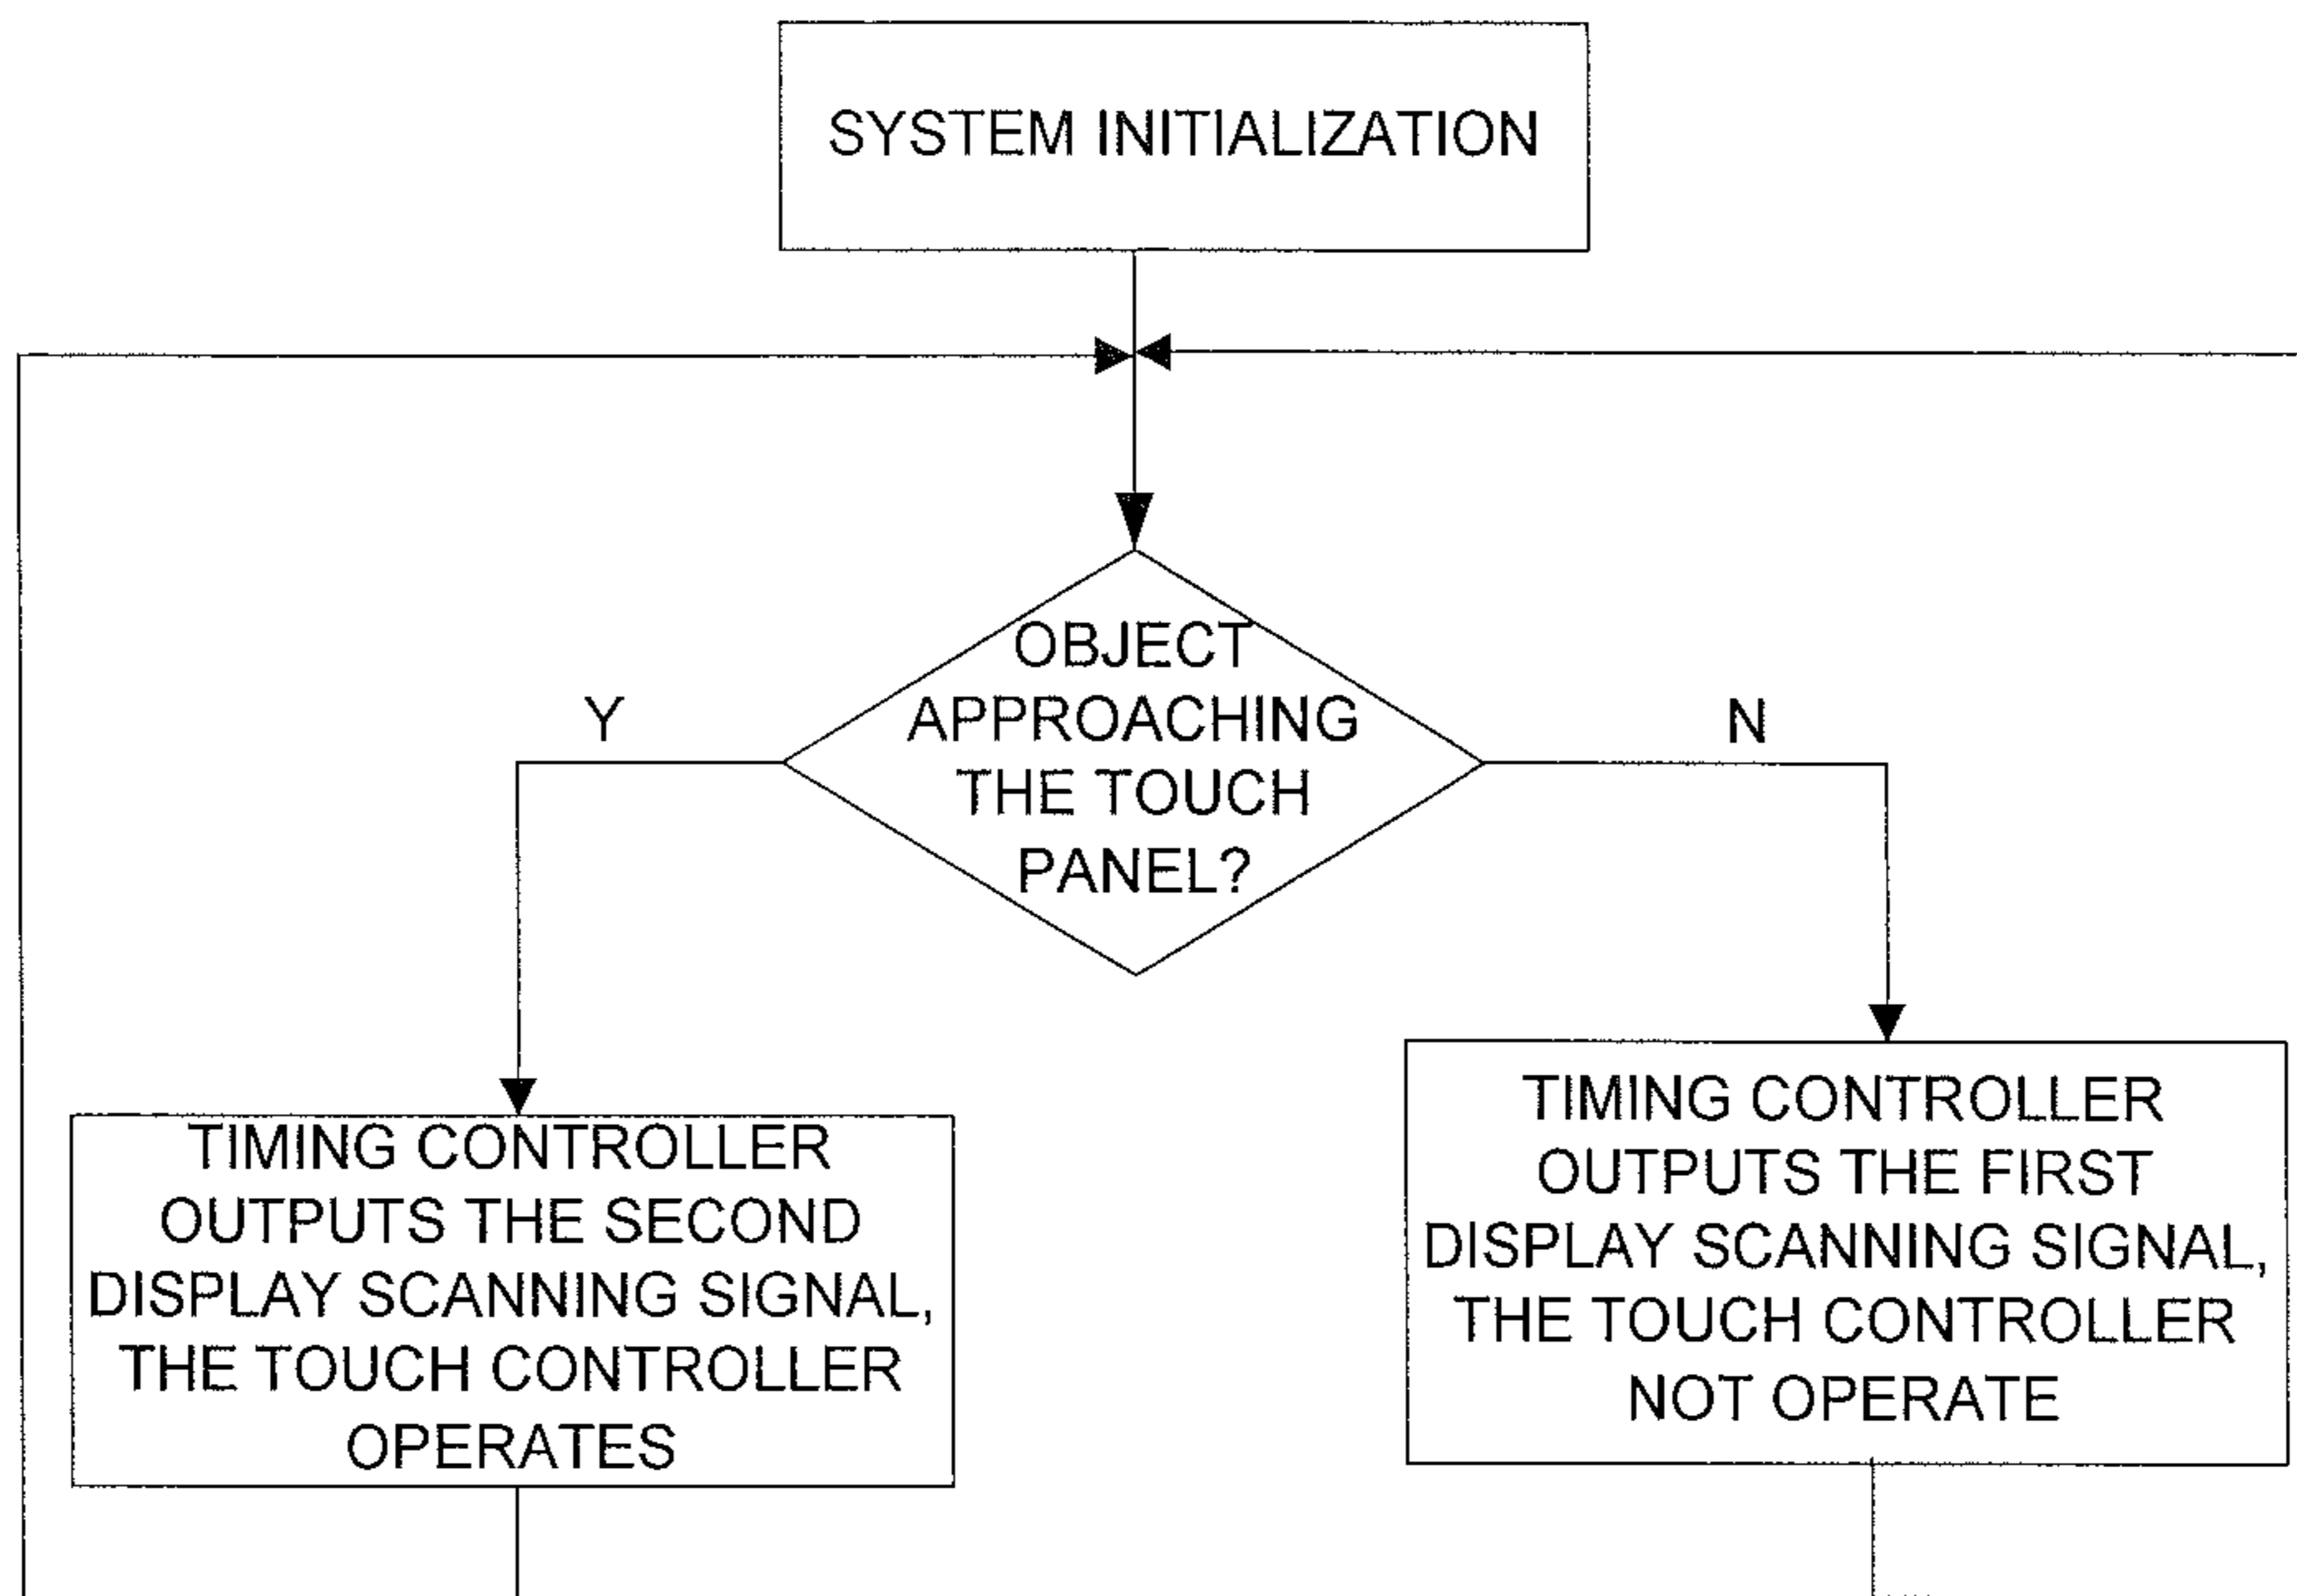 SYSTEM INITIALIZATION
OBJECT
APPROACHING
THE TOUCH
PANEL?
Y
N
TIMING CONTROLLER
OUTPUTS THE SECOND
DISPLAY SCANNING SIGNAL,
THE TOUCH CONTROLLER
OPERATES
TIMING CONTROLLER
OUTPUTS THE FIRST
DISPLAY SCANNING SIGNAL,
THE TOUCH CONTROLLER
NOT OPERATE